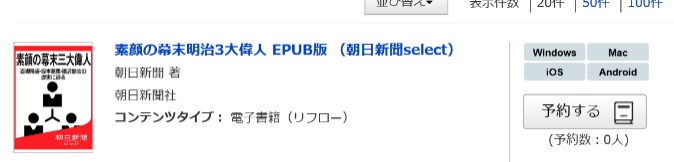 並び替え▾
表示件数 | 20件 | 50件 | 100件
素顔の幕末三大偉人
朝日新聞
select
素顔の幕末明治3大偉人 EPUB版 （朝日新聞select）
朝日新聞 著
朝日新聞社
コンテンツタイプ： 電子書籍（リフロー）
Windows Mac
iOS Android
予約する
(予約数：0人)